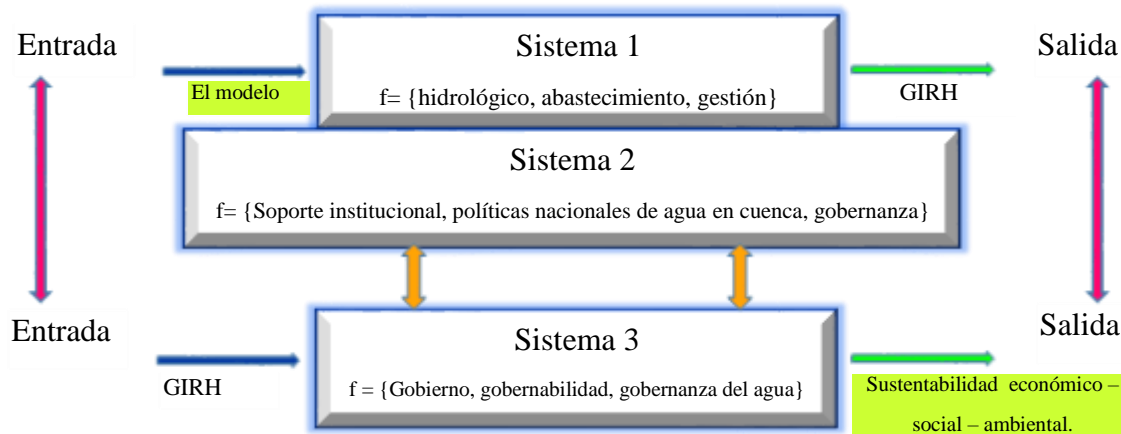 Entrada
El modelo
Sistema 1
f= {hidrológico, abastecimiento, gestión}
Salida
GIRH
Sistema 2
f= {Soporte institucional, políticas nacionales de agua en cuenca, gobernanza}
Entrada
GIRH
Sistema 3
f = {Gobierno, gobernabilidad, gobernanza del agua}
Salida
Sustentabilidad económico –
social – ambiental.